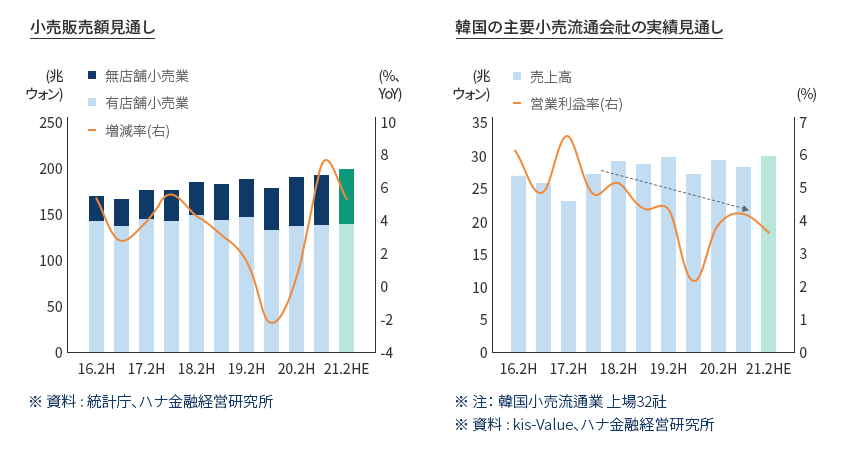 小売販売額見通し
(兆
ウォン)
無店舗小売業
有店舗小売業
増減率(右)
(%、
YoY)
250
200
150
100
50
0
10
8
6
4
2
0
-2
-4
16.2H 17.2H 18.2H 19.2H 20.2H 21.2HE
※ 資料 : 統計庁、ハナ金融経営研究所
韓国の主要小売流通会社の実績見通し
(兆
ウォン)
売上高
営業利益率(右)
(%)
35
30
25
20
15
10
5
0
7
6
5
4
3
2
1
0
16.2H 17.2H 18.2H 19.2H 20.2H 21.2HE
※ 注： 韓国小売流通業 上場32社
※ 資料 : kis-Value、ハナ金融経営研究所